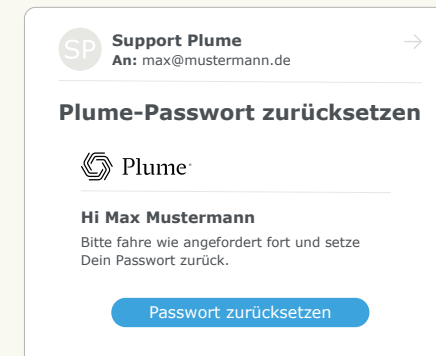 SP
Support Plume
An: max@mustermann.de
Plume-Passwort zurücksetzen
Plume
Hi Max Mustermann
Bitte fahre wie angefordert fort und setze
Dein Passwort zurück.
Passwort zurücksetzen